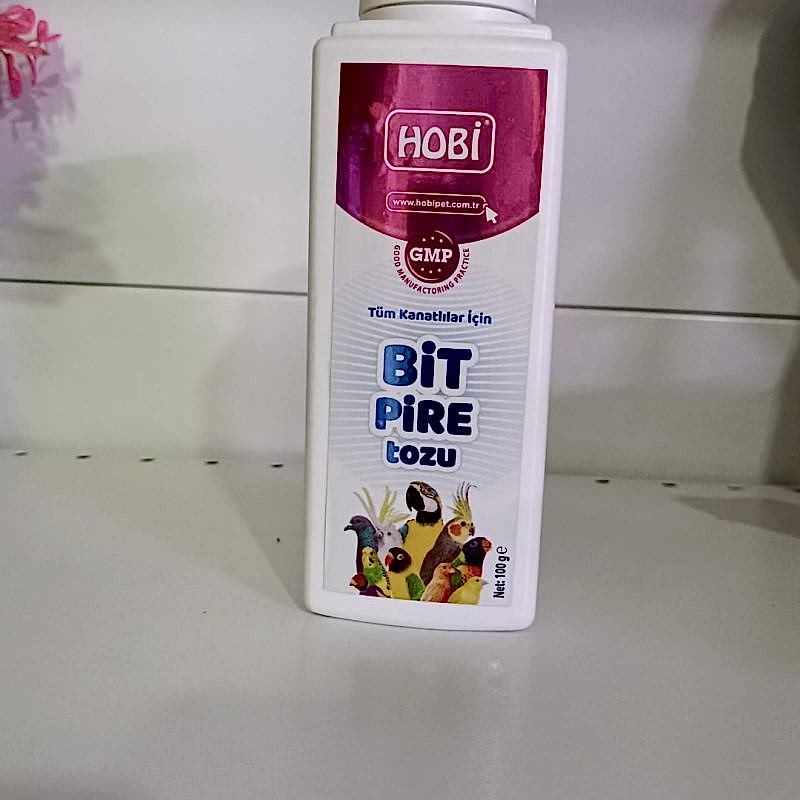 HOBİ
www.hobipet.com.tr
GMP
GOOD MANUFACTURING PRACTICE
Tüm Kanatlılar İçin
BİT
PİRE
tozu
Net: 100 g ℮